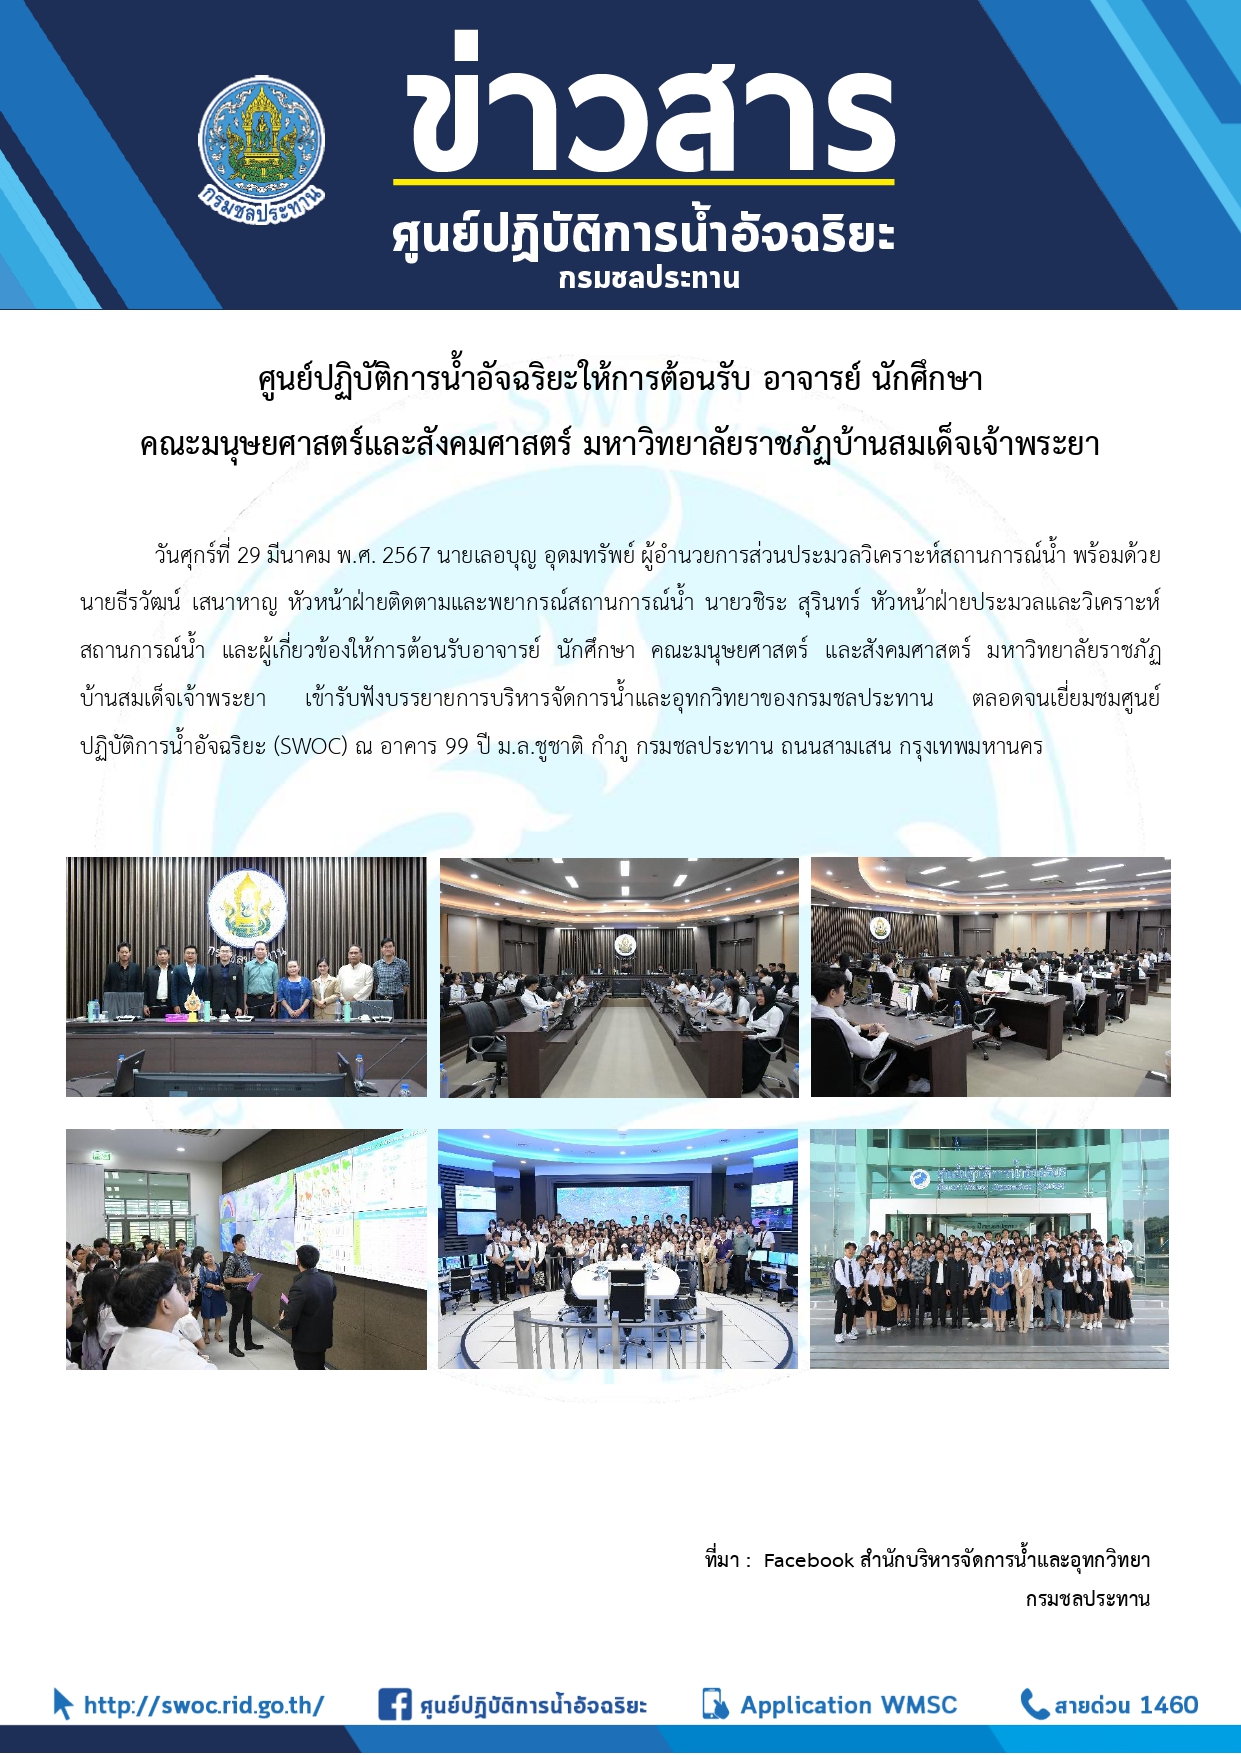 ข่าวสาร
ศูนย์ปฏิบัติการน้ำอัจฉริยะ
กรมชลประทาน
กรมชลประทาน
ศูนย์ปฏิบัติการน้ำอัจฉริยะให้การต้อนรับ อาจารย์ นักศึกษา
คณะมนุษยศาสตร์และสังคมศาสตร์ มหาวิทยาลัยราชภัฏบ้านสมเด็จเจ้าพระยา
SWOC
วันศุกร์ที่ 29 มีนาคม พ.ศ. 2567 นายเลอบุญ อุดมทรัพย์ ผู้อำนวยการส่วนประมวลวิเคราะห์สถานการณ์น้ำ พร้อมด้วย
นายธีรวัฒน์ เสนาหาญ หัวหน้าฝ่ายติดตามและพยากรณ์สถานการณ์น้ำ นายวชิระ สุรินทร์ หัวหน้าฝ่ายประมวลและวิเคราะห์
สถานการณ์น้ำ และผู้เกี่ยวข้องให้การต้อนรับอาจารย์ นักศึกษา คณะมนุษยศาสตร์ และสังคมศาสตร์ มหาวิทยาลัยราชภัฏ
บ้านสมเด็จเจ้าพระยา เข้ารับฟังบรรยายการบริหารจัดการน้ำและอุทกวิทยาของกรมชลประทาน ตลอดจนเยี่ยมชมศูนย์
ปฏิบัติการน้ำอัจฉริยะ (SWOC) ณ อาคาร 99 ปี ม.ล.ชูชาติ กำภู กรมชลประทาน ถนนสามเสน กรุงเทพมหานคร
กรมชลประทาน
ศูนย์ปฏิบัติการน้ำอัจฉริยะ
ที่มา : Facebook สำนักบริหารจัดการน้ำและอุทกวิทยา
กรมชลประทาน
http://swoc.rid.go.th/
ศูนย์ปฏิบัติการน้ำอัจฉริยะ
Application WMSC
สายด่วน 1460